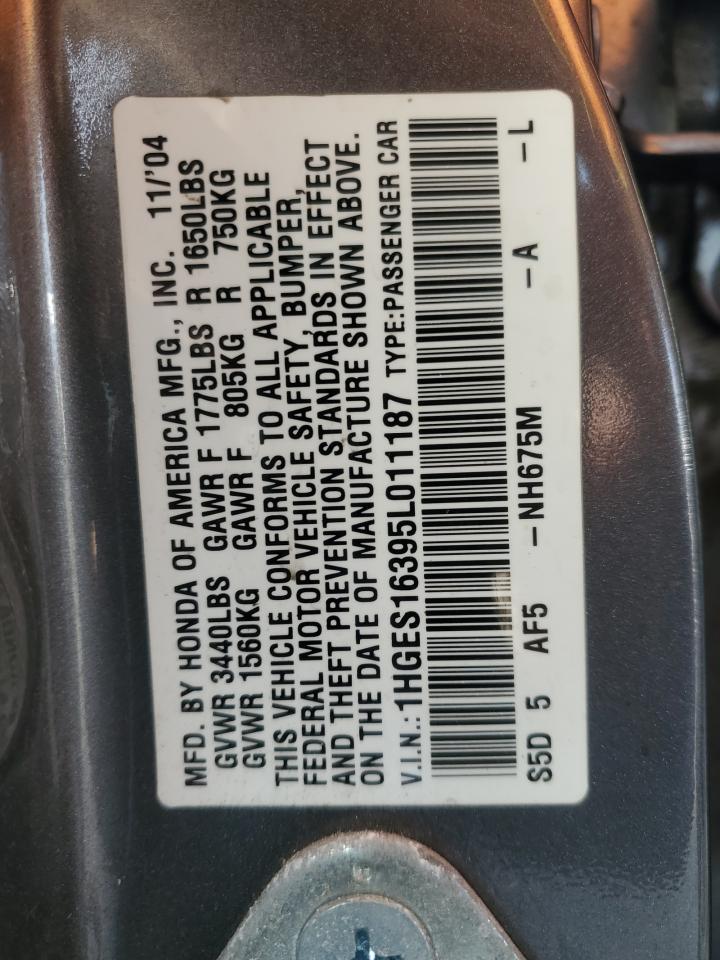 MFD. BY HONDA OF AMERICA MFG., INC. 11/'04
GVWR 3440LBS GAWR F 1775LBS R 1650LBS
GVWR 1560KG GAWR F 805KG R 750KG
THIS VEHICLE CONFORMS TO ALL APPLICABLE
FEDERAL MOTOR VEHICLE SAFETY, BUMPER,
AND THEFT PREVENTION STANDARDS IN EFFECT
ON THE DATE OF MANUFACTURE SHOWN ABOVE.
V.I.N.: 1HGES16395L011187 TYPE:PASSENGER CAR
S5D 5 AF5 -NH675M -A -L